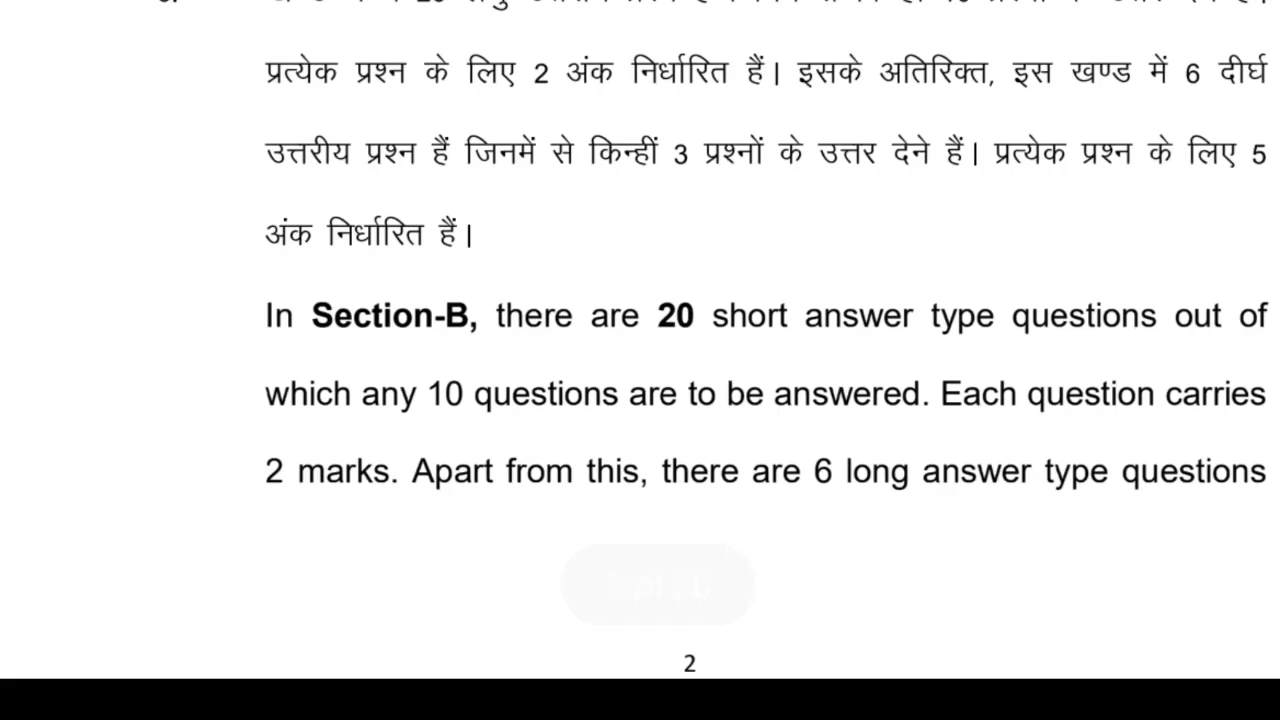 प्रत्येक प्रश्न के लिए 2 अंक निर्धारित हैं। इसके अतिरिक्त, इस खण्ड में 6 दीर्घ
उत्तरीय प्रश्न हैं जिनमें से किन्हीं 3 प्रश्नों के उत्तर देने हैं। प्रत्येक प्रश्न के लिए 5
अंक निर्धारित हैं।
In Section-B, there are 20 short answer type questions out of
which any 10 questions are to be answered. Each question carries
2 marks. Apart from this, there are 6 long answer type questions
2